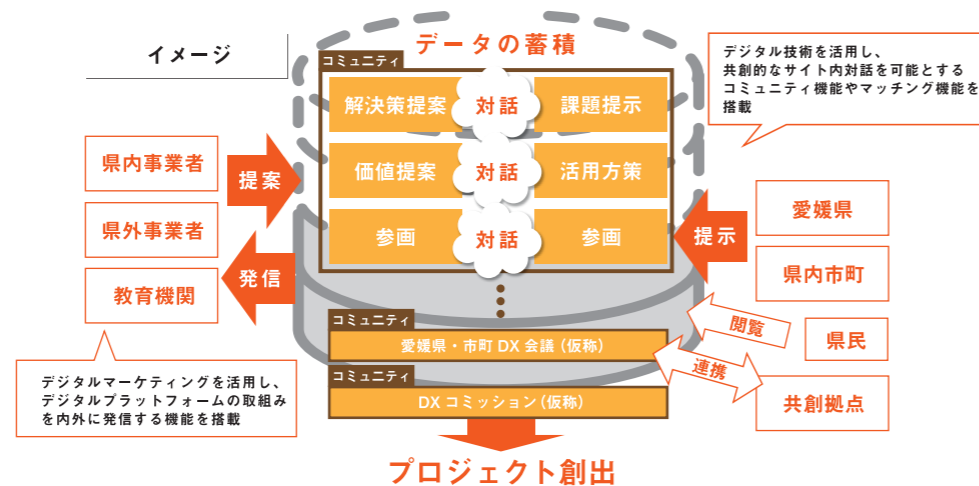 イメージ
データの蓄積
コミュニティ
解決策提案
対話
課題提示
価値提案
対話
活用方策
参画
対話
参画
デジタル技術を活用し、
共創的なサイト内対話を可能とする
コミュニティ機能やマッチング機能を
搭載
県内事業者
県外事業者
教育機関
提案
発信
デジタルマーケティングを活用し、
デジタルプラットフォームの取組み
を内外に発信する機能を搭載
提示
愛媛県
県内市町
閲覧
県民
連携
共創拠点
コミュニティ
愛媛県・市町 DX 会議(仮称)
コミュニティ
DX コミッション(仮称)
プロジェクト創出